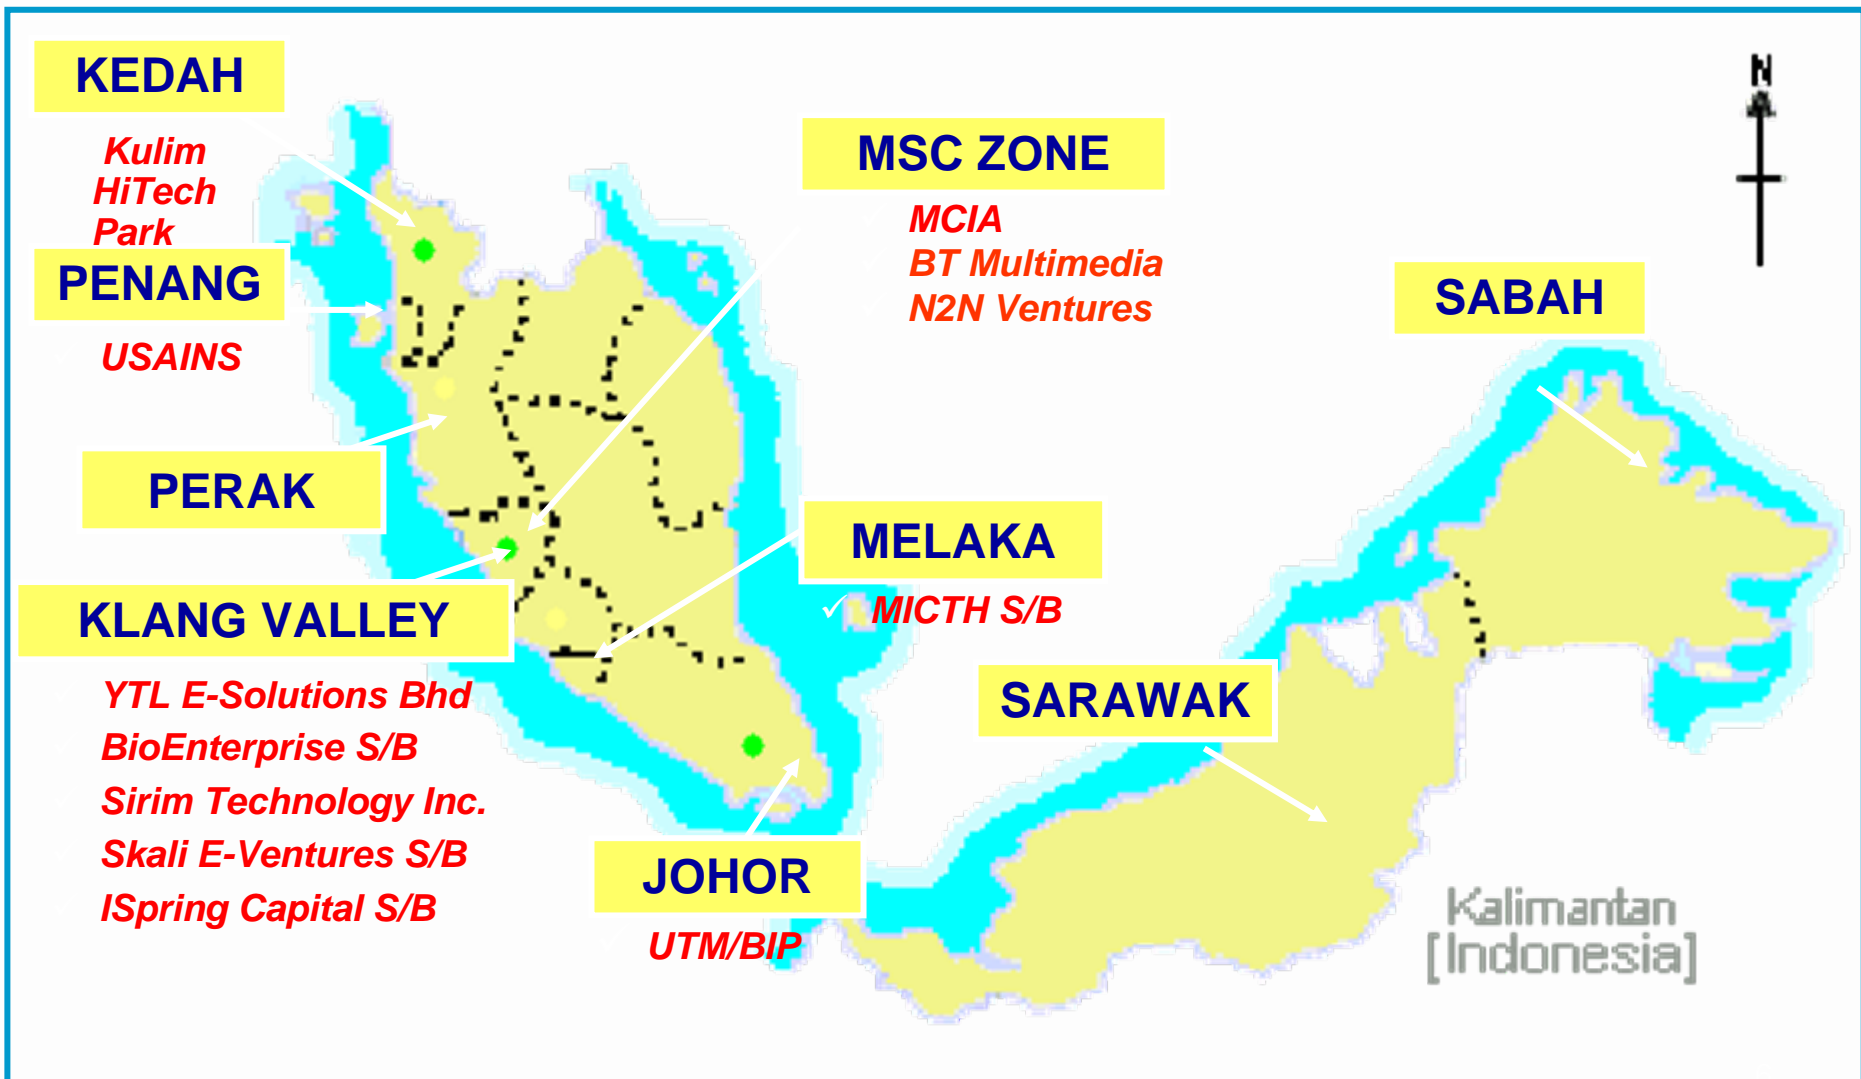 KEDAH
Kulim
HiTech
Park
PENANG
USAINS
PERAK
KLANG VALLEY
YTL E-Solutions Bhd
BioEnterprise S/B
Sirim Technology Inc.
Skali E-Ventures S/B
ISpring Capital S/B
MSC ZONE
MCIA
BT Multimedia
N2N Ventures
MELAKA
✓ MICTH S/B
JOHOR
UTM/BIP
N
SABAH
SARAWAK
Kalimantan
[Indonesia]